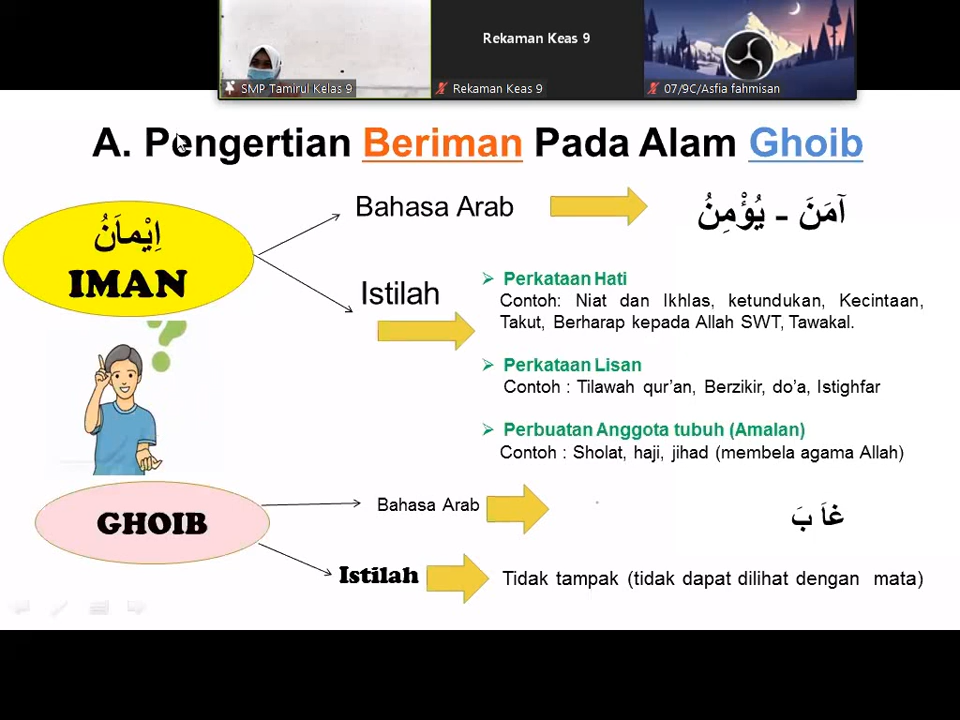 Rekaman Keas 9
SMP Tamirul Kelas 9
Rekaman Keas 9
07/9C/Asfia fahmisan
A. Pengertian Beriman Pada Alam Ghoib
اِيْمآَنُ
IMAN
Bahasa Arab
آمَنَ - يُؤْمِنُ
Istilah
➢ Perkataan Hati
Contoh: Niat dan Ikhlas, ketundukan, Kecintaan,
Takut, Berharap kepada Allah SWT, Tawakal.
➢ Perkataan Lisan
Contoh : Tilawah qur’an, Berzikir, do’a, Istighfar
➢ Perbuatan Anggota tubuh (Amalan)
Contoh : Sholat, haji, jihad (membela agama Allah)
GHOIB
Bahasa Arab
غاَ بَ
Istilah
Tidak tampak (tidak dapat dilihat dengan mata)